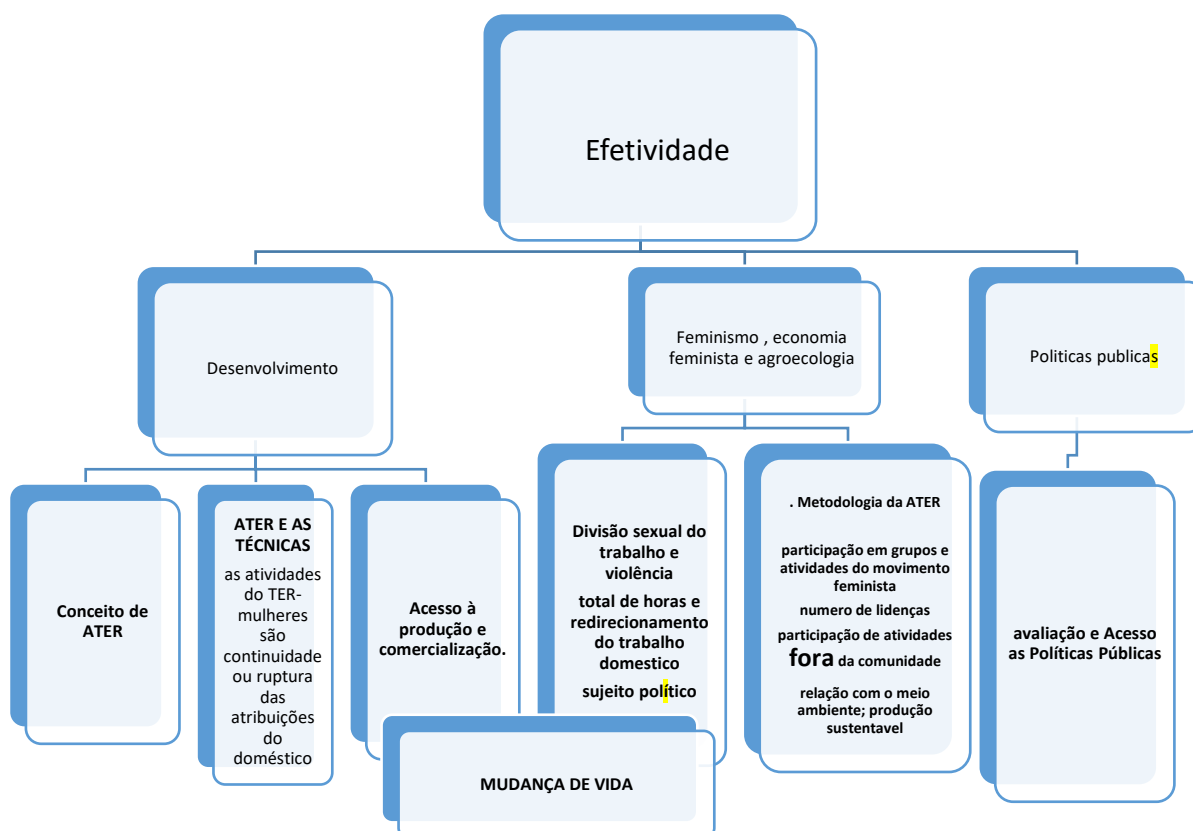 Efetividade
Desenvolvimento
Feminismo , economia
feminista e agroecologia
Politicas publicas
Conceito de
ATER
ATER E AS
TÉCNICAS
as atividades
do TER-
mulheres
são
continuidade
ou ruptura
das
atribuições
do
doméstico
Acesso à
produção e
comercialização.
Divisão sexual do
trabalho e
violência
total de horas e
redirecionamento
do trabalho
domestico
sujeito político
. Metodologia da ATER
participação em grupos e
atividades do movimento
feminista
numero de lidenças
participação de atividades
fora da comunidade
relação com o meio
ambiente; produção
sustentavel
avaliação e Acesso
as Políticas Públicas
MUDANÇA DE VIDA